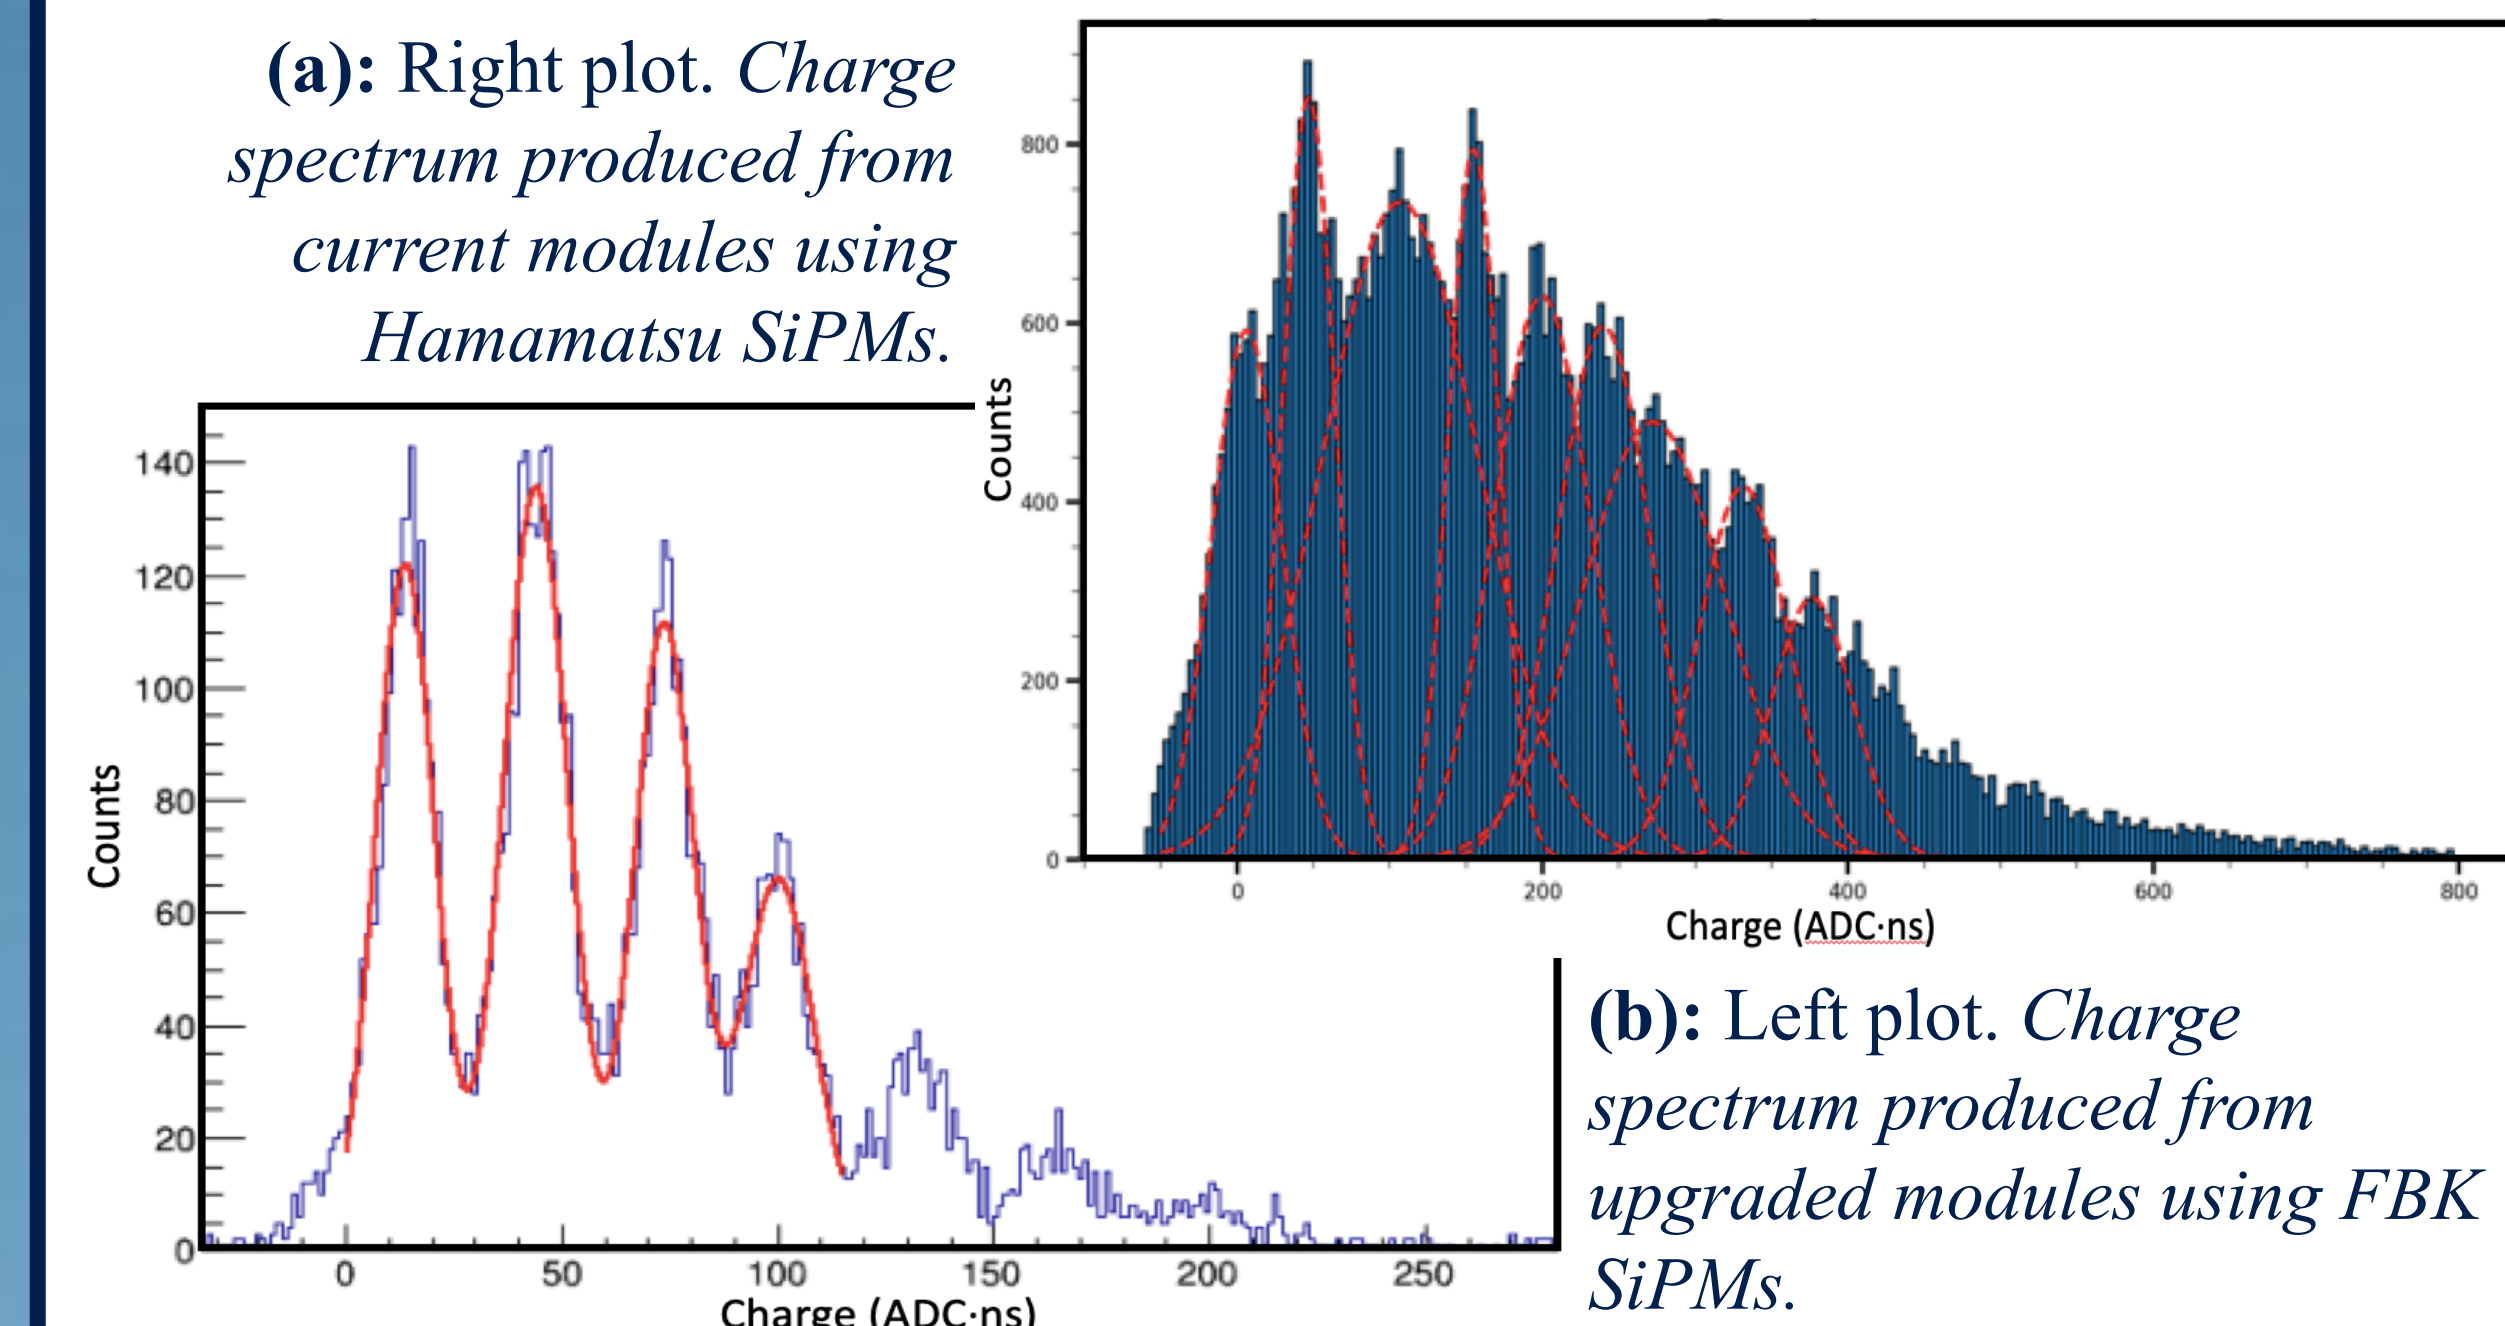 (a): Right plot. Charge
spectrum produced from
current modules using
Hamamatsu SiPMs.
Counts
800
600
400
200
0
0 200 400 600 800
Charge (ADC·ns)
Counts
140
120
100
80
60
40
20
0
0 50 100 150 200 250
Charge (ADC·ns)
(b): Left plot. Charge
spectrum produced from
upgraded modules using FBK
SiPMs.